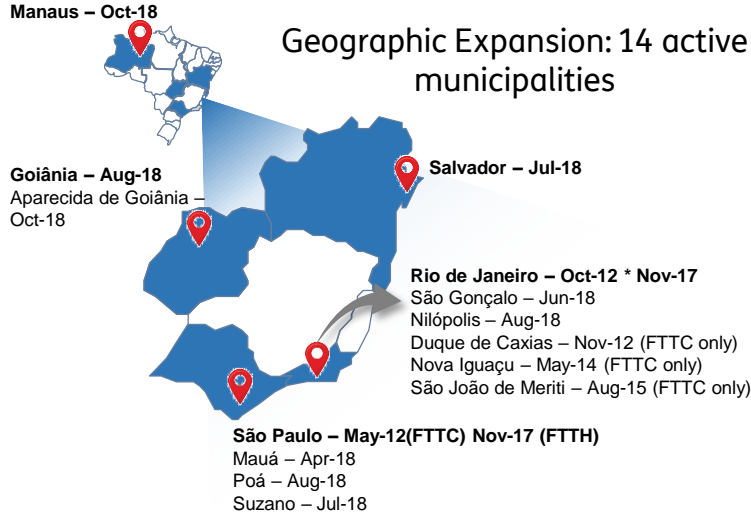 Manaus – Oct-18
Geographic Expansion: 14 active
municipalities
Goiânia – Aug-18
Aparecida de Goiânia –
Oct-18
Salvador – Jul-18
Rio de Janeiro – Oct-12 * Nov-17
São Gonçalo – Jun-18
Nilópolis – Aug-18
Duque de Caxias – Nov-12 (FTTC only)
Nova Iguaçu – May-14 (FTTC only)
São João de Meriti – Aug-15 (FTTC only)
São Paulo – May-12(FTTC) Nov-17 (FTTH)
Mauá – Apr-18
Poá – Aug-18
Suzano – Jul-18